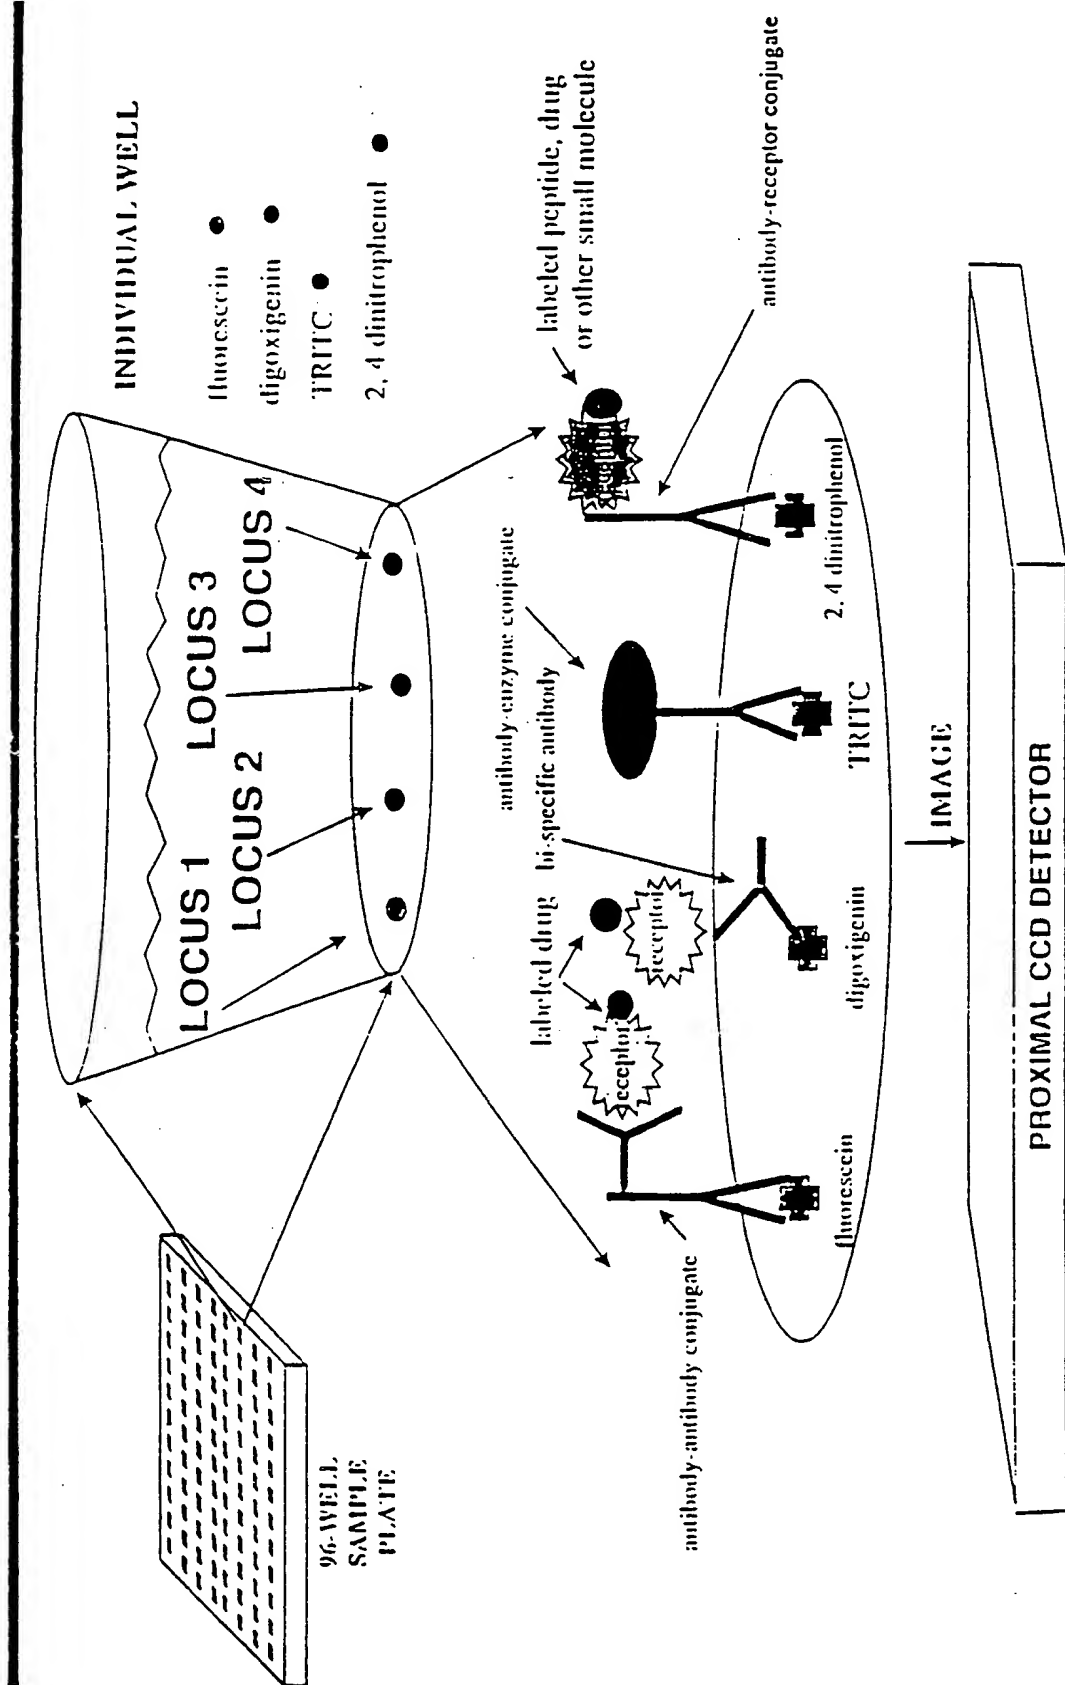 INDIVIDUAL WELL
fluorescein
digoxigenin
TRITC
2, 4 dinitrophenol
LOCUS 1
LOCUS 2
LOCUS 3
LOCUS 4
96-WELL
SAMPLE
PLATE
labeled peptide, drug
or other small molecule
antibody-enzyme conjugate
bi-specific antibody
labeled drug
receptor
receptor
receptor
antibody-receptor conjugate
antibody-antibody conjugate
fluorescein
digoxigenin
TRITC
2, 4 dinitrophenol
IMAGE
PROXIMAL CCD DETECTOR